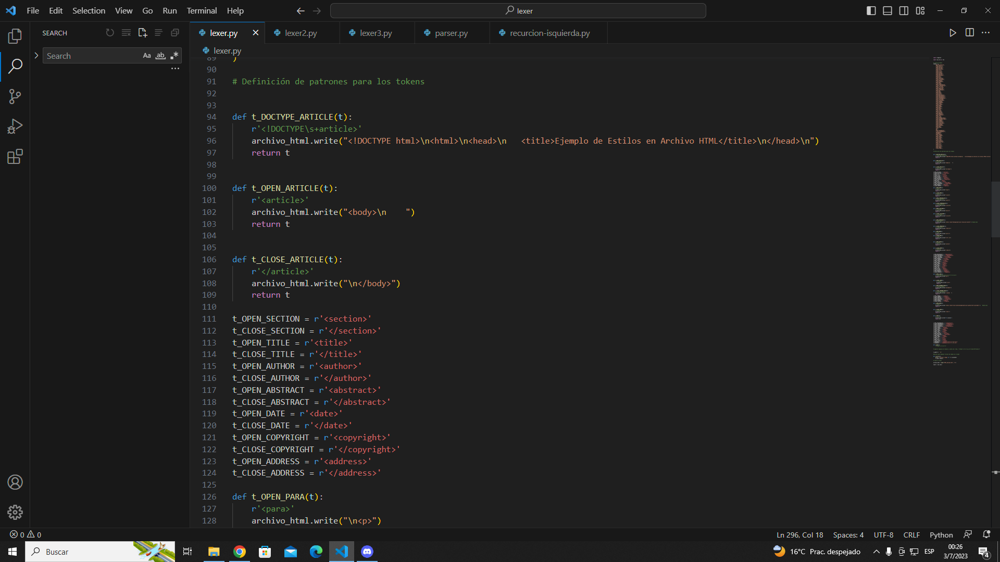 File Edit Selection View Go Run Terminal Help
lexer
SEARCH
Search
Aa ab
lexer.py
lexer2.py
lexer3.py
parser.py
recurcion-isquierda.py
lexer.py
89 )
90
91 # Definición de patrones para los tokens
92
93
94 def t_DOCTYPE_ARTICLE(t):
95     r'<!DOCTYPE\s+article>'
96     archivo_html.write("<!DOCTYPE html>\n<html>\n<head>\n   <title>Ejemplo de Estilos en Archivo HTML</title>\n</head>\n")
97     return t
98
99
100 def t_OPEN_ARTICLE(t):
101     r'<article>'
102     archivo_html.write("<body>\n    ")
103     return t
104
105
106 def t_CLOSE_ARTICLE(t):
107     r'</article>'
108     archivo_html.write("\n</body>")
109     return t
110
111 t_OPEN_SECTION = r'<section>'
112 t_CLOSE_SECTION = r'</section>'
113 t_OPEN_TITLE = r'<title>'
114 t_CLOSE_TITLE = r'</title>'
115 t_OPEN_AUTHOR = r'<author>'
116 t_CLOSE_AUTHOR = r'</author>'
117 t_OPEN_ABSTRACT = r'<abstract>'
118 t_CLOSE_ABSTRACT = r'</abstract>'
119 t_OPEN_DATE = r'<date>'
120 t_CLOSE_DATE = r'</date>'
121 t_OPEN_COPYRIGHT = r'<copyright>'
122 t_CLOSE_COPYRIGHT = r'</copyright>'
123 t_OPEN_ADDRESS = r'<address>'
124 t_CLOSE_ADDRESS = r'</address>'
125
126 def t_OPEN_PARA(t):
127     r'<para>'
128     archivo_html.write("\n<p>")
0 0
Ln 296, Col 18 Spaces: 4 UTF-8 CRLF Python
Buscar
16°C Prac. despejado
ESP
00:26
3/7/2023
4